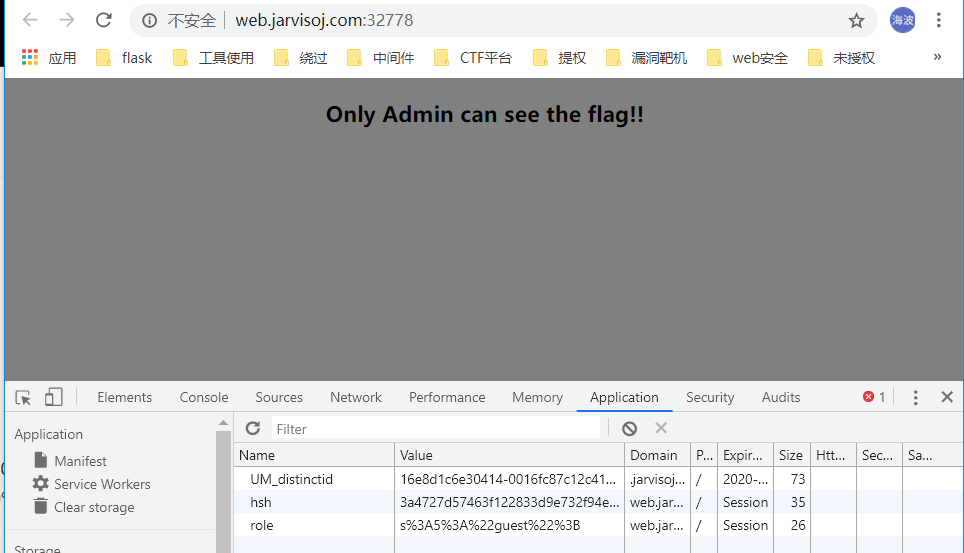 不安全 web.jarvisoj.com:32778 海波
应用 flask 工具使用 绕过 中间件 CTF平台 提权 漏洞靶机 web安全 未授权 »
Only Admin can see the flag!!
Elements Console Sources Network Performance Memory Application Security Audits 1
Application
Filter
Name Value Domain P... Expir... Size Htt... Sec... Sa...
Manifest
UM_distinctid 16e8d1c6e30414-0016fc87c12c41... .jarvisoj... / 2020-... 73
Service Workers
hsh 3a4727d57463f122833d9e732f94e... web.jar... / Session 35
Clear storage
role s%3A5%3A%22guest%22%3B web.jar... / Session 26
Storage